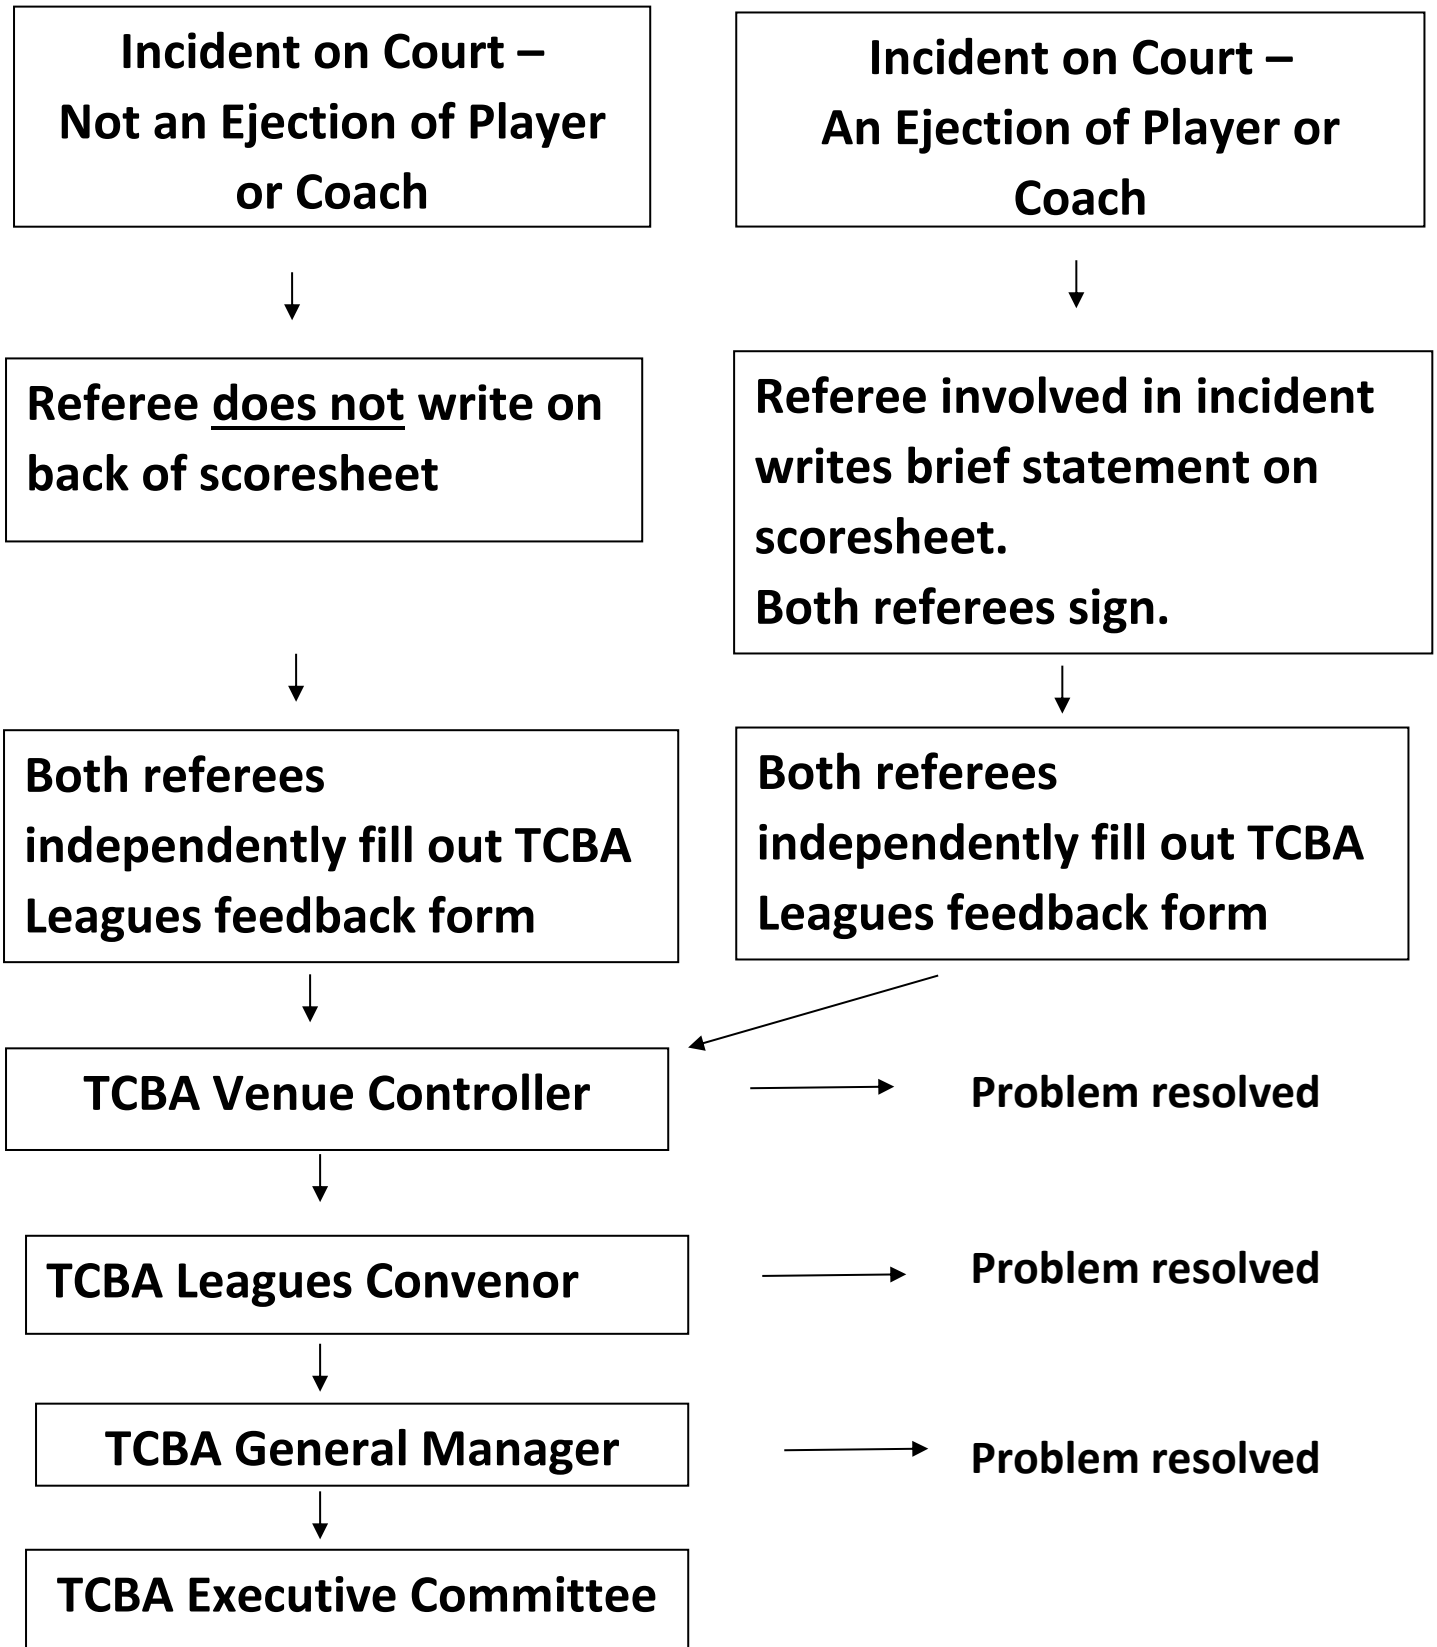 Incident on Court –
Not an Ejection of Player
or Coach
Incident on Court –
An Ejection of Player or
Coach
Referee does not write on
back of scoresheet
Referee involved in incident
writes brief statement on
scoresheet.
Both referees sign.
Both referees
independently fill out TCBA
Leagues feedback form
Both referees
independently fill out TCBA
Leagues feedback form
TCBA Venue Controller
Problem resolved
TCBA Leagues Convenor
Problem resolved
TCBA General Manager
Problem resolved
TCBA Executive Committee